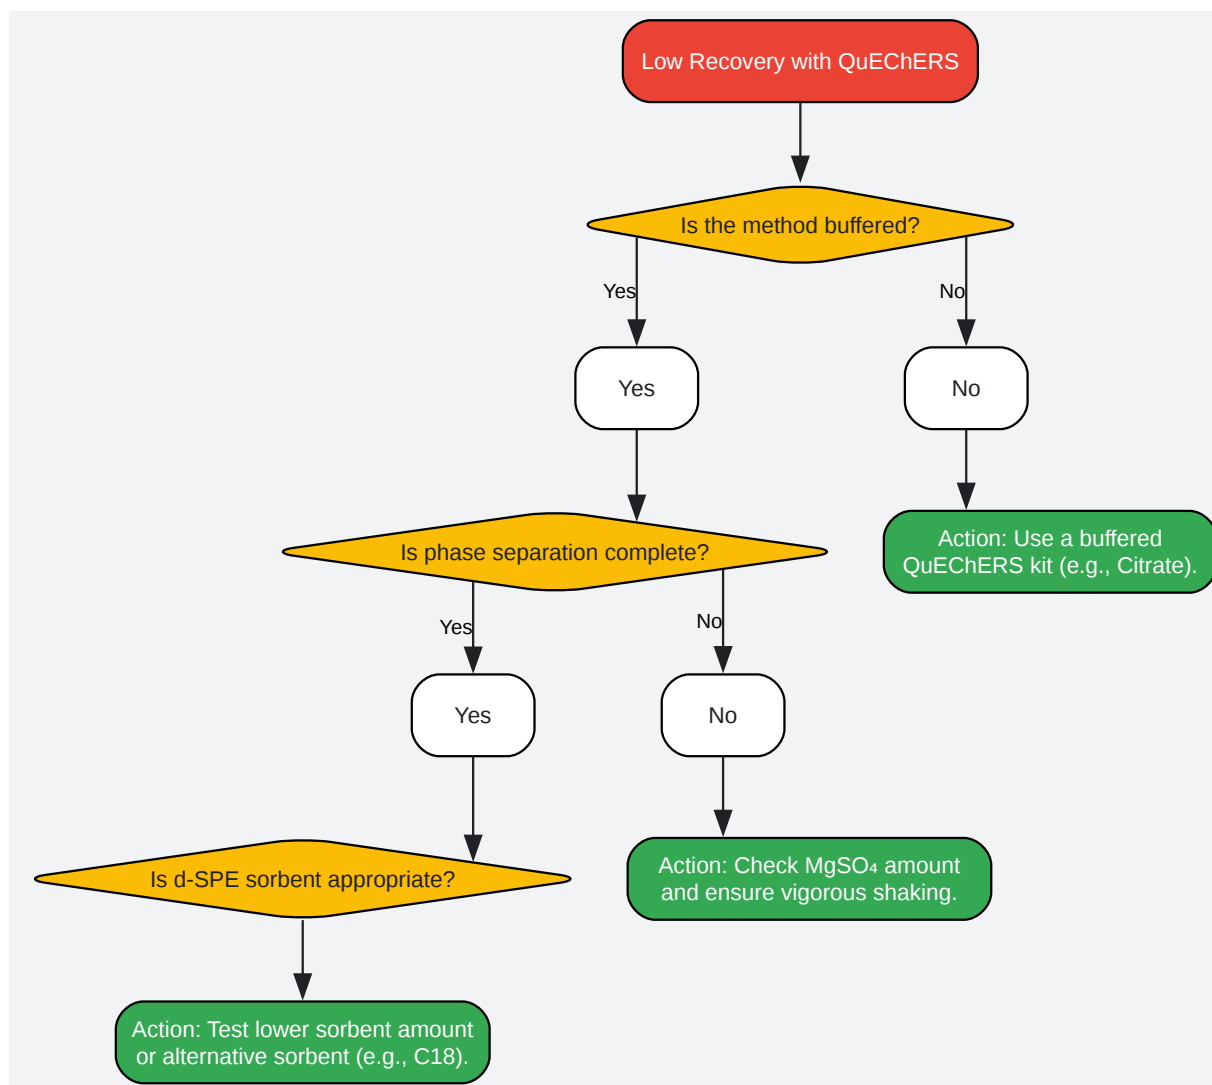 Low Recovery with QuEChERS
Is the method buffered?
Yes
No
Yes
No
Is phase separation complete?
Action: Use a buffered
QuEChERS kit (e.g., Citrate).
Yes
No
Yes
No
Is d-SPE sorbent appropriate?
Action: Check MgSO₄ amount
and ensure vigorous shaking.
Action: Test lower sorbent amount
or alternative sorbent (e.g., C18).